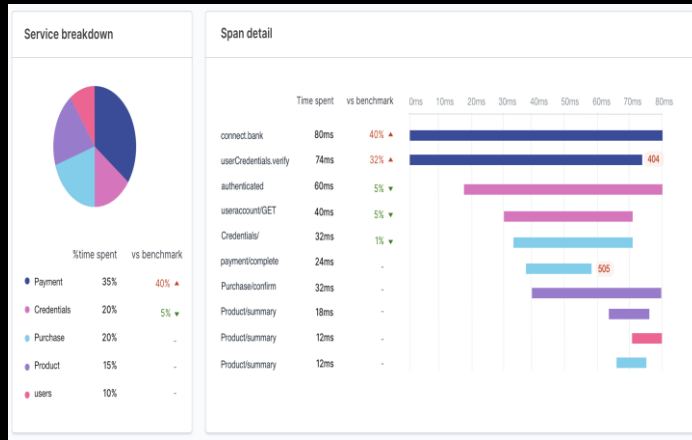 Service breakdown
%time spent vs benchmark
Payment 35% 40% ▲
Credentials 20% 5% ▼
Purchase 20% -
Product 15% -
users 10% -
Span detail
Time spent vs benchmark 0ms 10ms 20ms 30ms 40ms 50ms 60ms 70ms 80ms
connect.bank 80ms 40% ▲
userCredentials.verify 74ms 32% ▲ 404
authenticated 60ms 5% ▼
useraccount/GET 40ms 5% ▼
Credentials/ 32ms 1% ▼
payment/complete 24ms - 505
Purchase/confirm 32ms -
Product/summary 18ms -
Product/summary 12ms -
Product/summary 12ms -